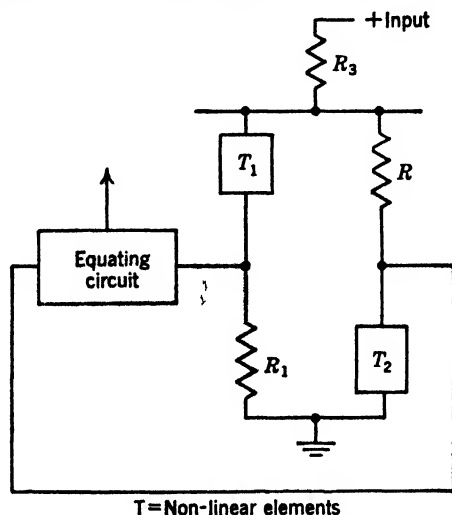 +Input
R₃
T₁
R
Equating
circuit
R₁
T₂
T=Non-linear elements